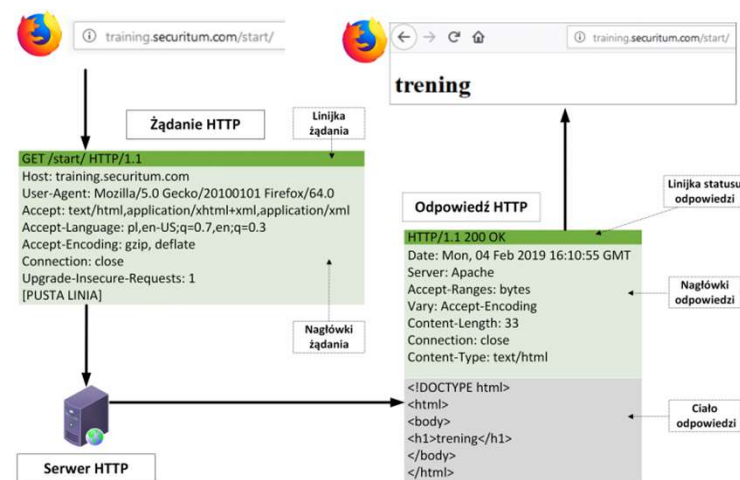 training.securitum.com/start/
Żądanie HTTP
Linijka
żądania
GET /start/ HTTP/1.1
Host: training.securitum.com
User-Agent: Mozilla/5.0 Gecko/20100101 Firefox/64.0
Accept: text/html,application/xhtml+xml,application/xml
Accept-Language: pl,en-US;q=0.7,en;q=0.3
Accept-Encoding: gzip, deflate
Connection: close
Upgrade-Insecure-Requests: 1
[PUSTA LINIA]
Nagłówki
żądania
Serwer HTTP
training.securitum.com/start/
trening
Odpowiedź HTTP
Linijka statusu
odpowiedzi
HTTP/1.1 200 OK
Date: Mon, 04 Feb 2019 16:10:55 GMT
Server: Apache
Accept-Ranges: bytes
Vary: Accept-Encoding
Content-Length: 33
Connection: close
Content-Type: text/html
Nagłówki
odpowiedzi
<!DOCTYPE html>
<html>
<body>
<h1>trening</h1>
</body>
</html>
Ciało
odpowiedzi